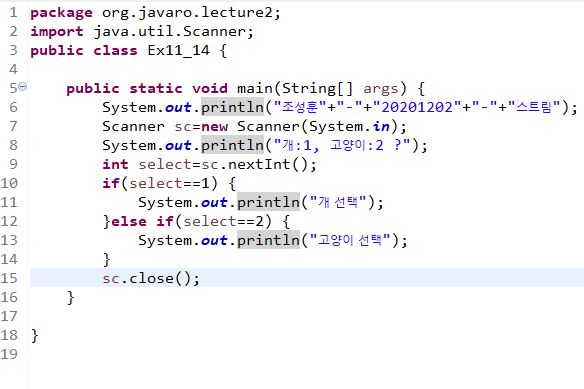 1 package org.javaro.lecture2;
2 import java.util.Scanner;
3 public class Ex11_14 {
4
5 public static void main(String[] args) {
6 System.out.println("조성훈"+"-"+"20201202"+"-"+"스트림");
7 Scanner sc=new Scanner(System.in);
8 System.out.println("개:1, 고양이:2 ?");
9 int select=sc.nextInt();
10 if(select==1) {
11 System.out.println("개 선택");
12 }else if(select==2) {
13 System.out.println("고양이 선택");
14 }
15 sc.close();
16 }
17
18 }
19